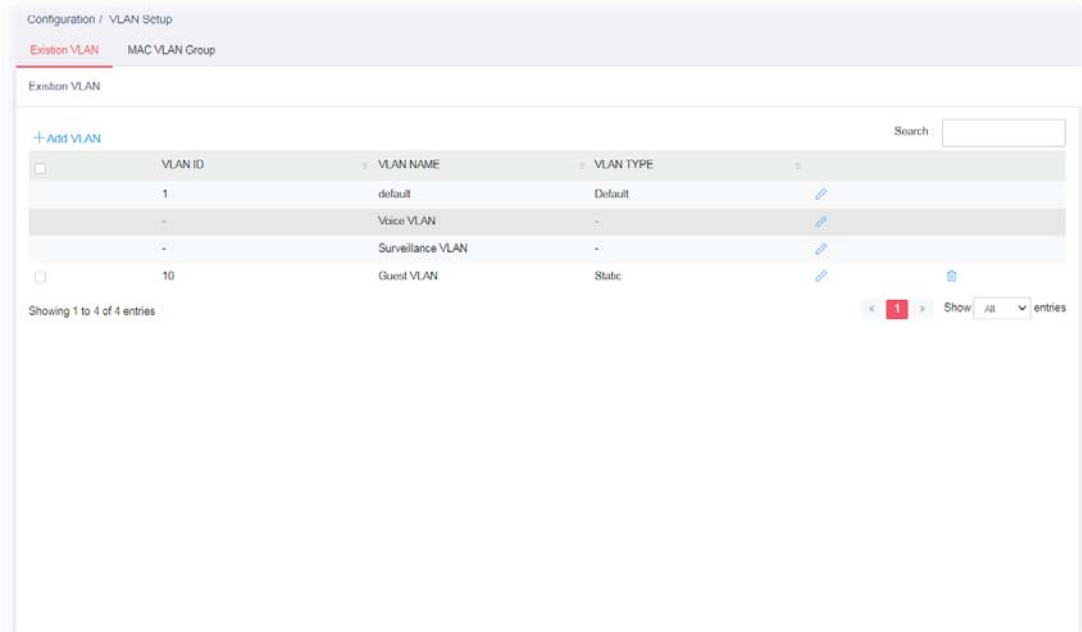 Configuration / VLAN Setup
Existion VLAN MAC VLAN Group
Existion VLAN
+Add VLAN Search :
VLAN ID VLAN NAME VLAN TYPE
1 default Default
- Voice VLAN -
- Surveillance VLAN -
10 Guest VLAN Static
Showing 1 to 4 of 4 entries « 1 » Show All entries